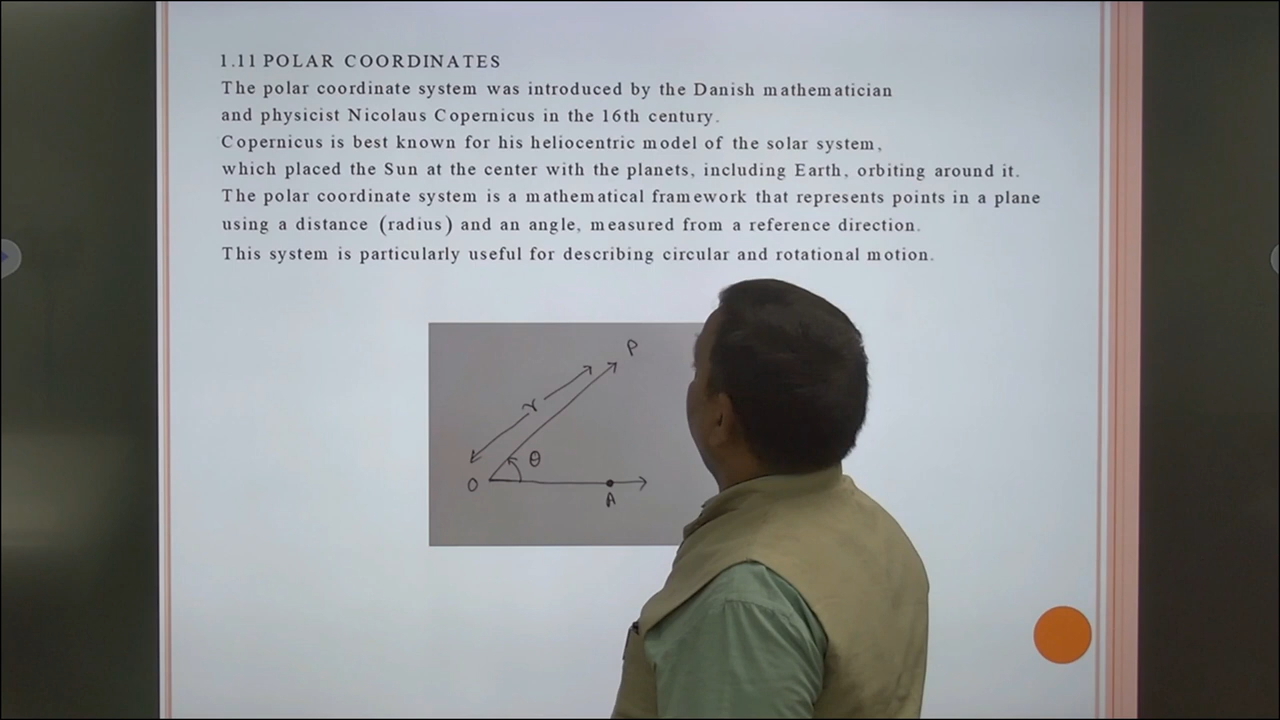 1.11 POLAR COORDINATES
The polar coordinate system was introduced by the Danish mathematician
and physicist Nicolaus Copernicus in the 16th century.
Copernicus is best known for his heliocentric model of the solar system,
which placed the Sun at the center with the planets, including Earth, orbiting around it.
The polar coordinate system is a mathematical framework that represents points in a plane
using a distance (radius) and an angle, measured from a reference direction.
This system is particularly useful for describing circular and rotational motion.
P
r
θ
O
A